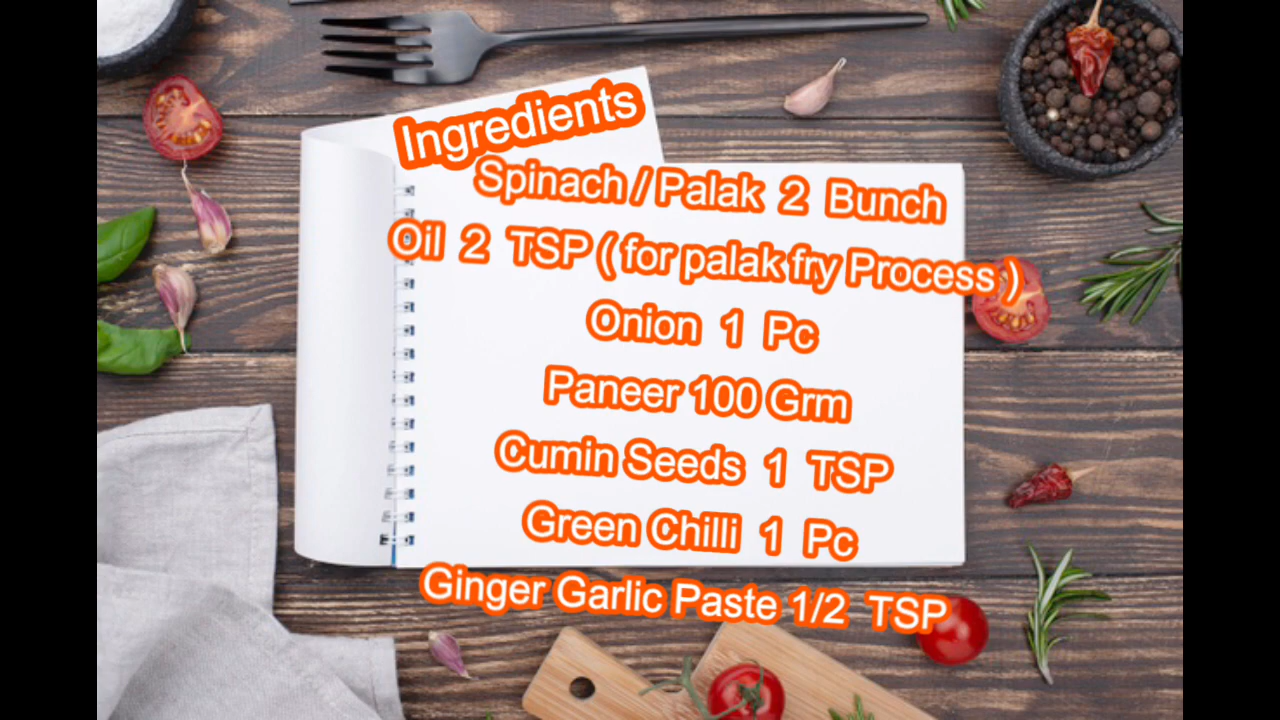 Ingredients
Spinach / Palak 2 Bunch
Oil 2 TSP ( for palak fry Process )
Onion 1 Pc
Paneer 100 Grm
Cumin Seeds 1 TSP
Green Chilli 1 Pc
Ginger Garlic Paste 1/2 TSP